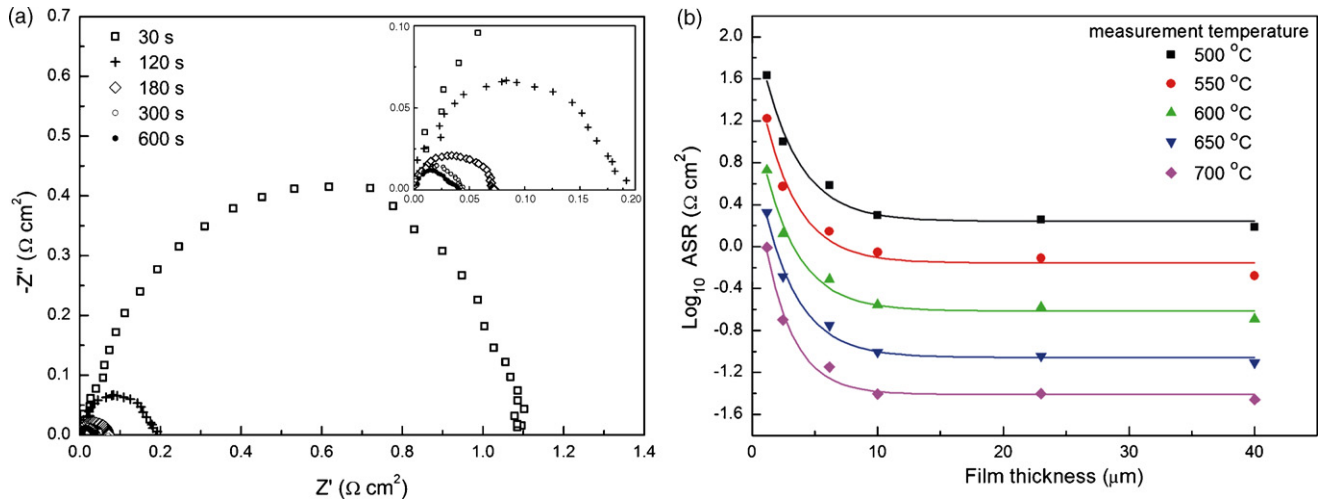 (a)
0.7
0.6
0.5
0.4
0.3
0.2
0.1
0.0
-Z'' (Ω cm²)
0.0 0.2 0.4 0.6 0.8 1.0 1.2 1.4
Z' (Ω cm²)
30 s
120 s
180 s
300 s
600 s
0.10
0.05
0.00
0.00 0.05 0.10 0.15 0.20
(b)
2.0
1.6
1.2
0.8
0.4
0.0
-0.4
-0.8
-1.2
-1.6
Log₁₀ ASR (Ω cm²)
0 10 20 30 40
Film thickness (μm)
measurement temperature
500 °C
550 °C
600 °C
650 °C
700 °C